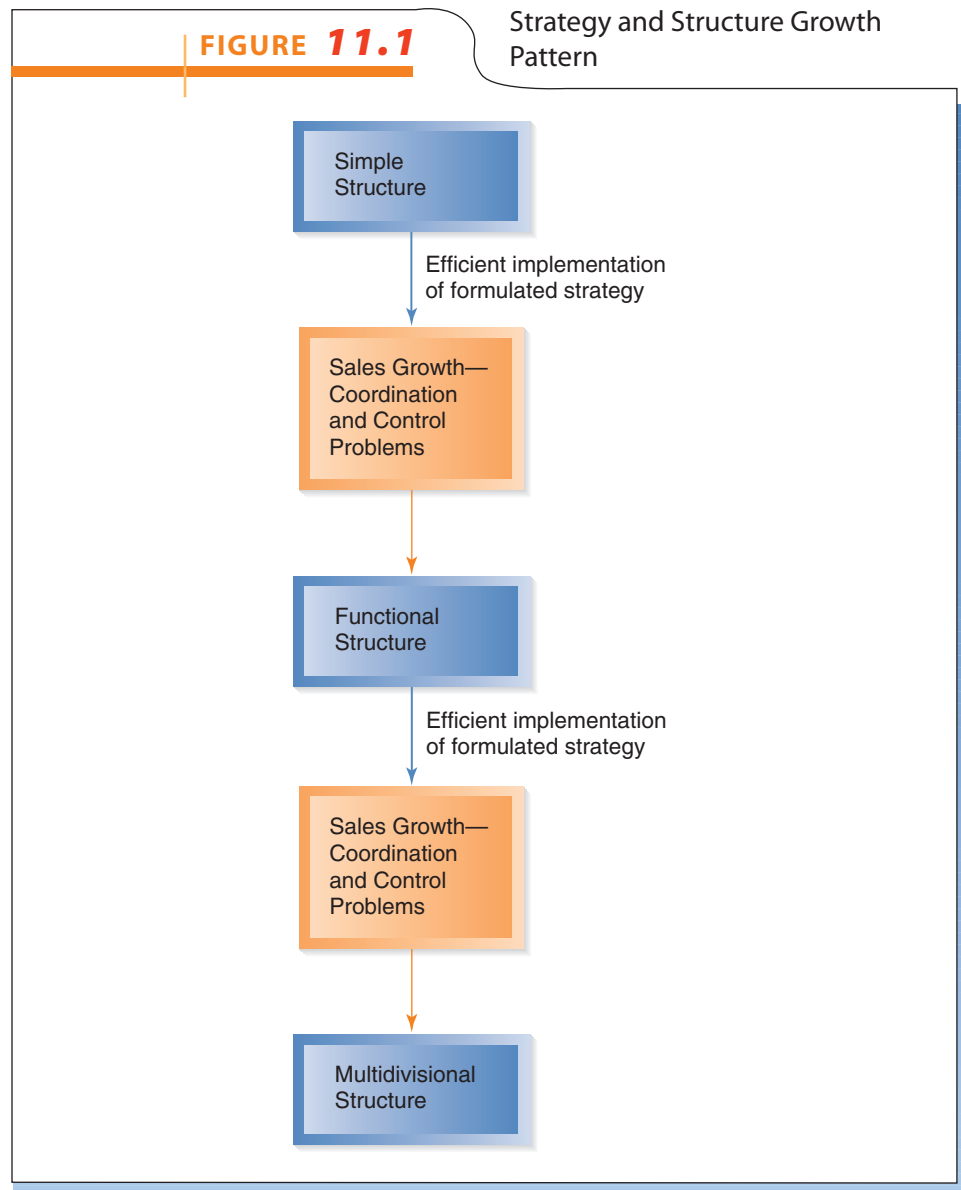 FIGURE 11.1
Strategy and Structure Growth
Pattern
Simple
Structure
Efficient implementation
of formulated strategy
Sales Growth—
Coordination
and Control
Problems
Functional
Structure
Efficient implementation
of formulated strategy
Sales Growth—
Coordination
and Control
Problems
Multidivisional
Structure